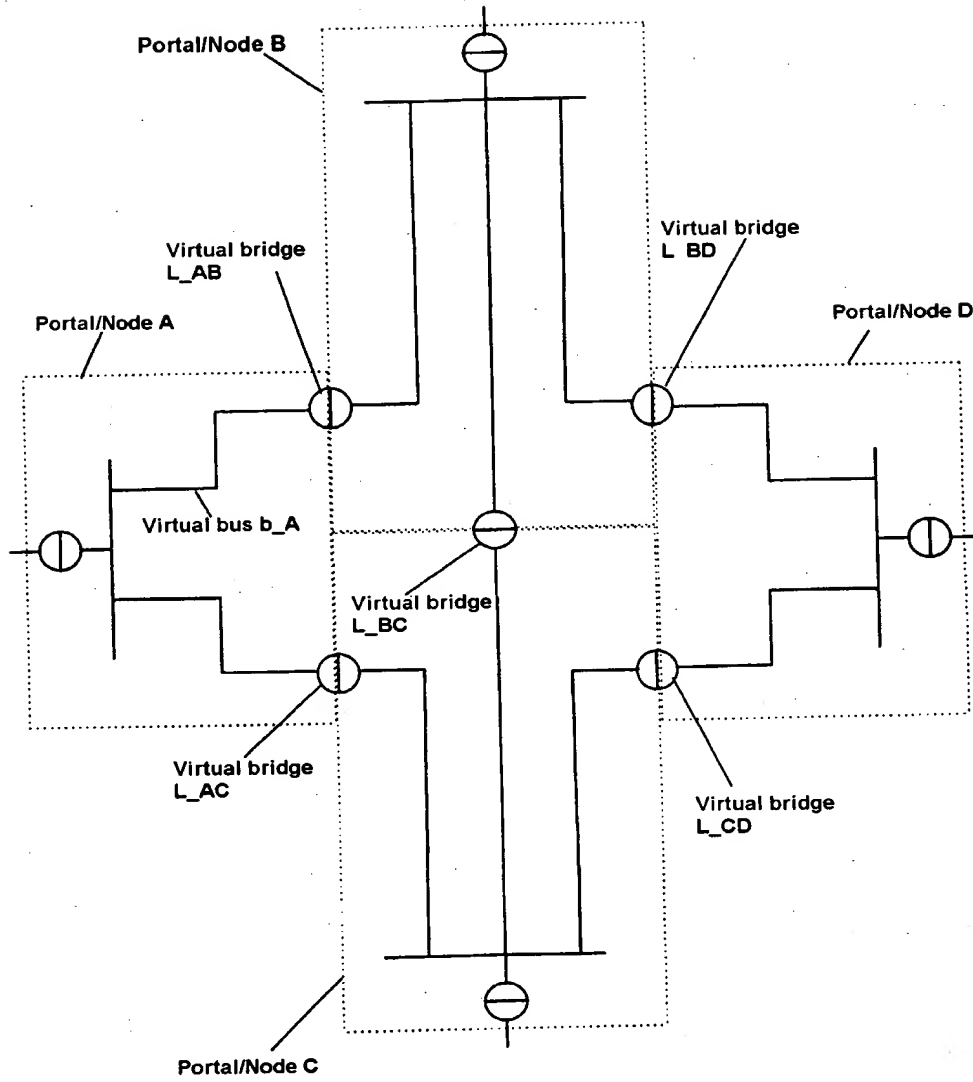 Portal/Node B
Virtual bridge
L_AB
Virtual bridge
L_BD
Portal/Node A
Portal/Node D
Virtual bus b_A
Virtual bridge
L_BC
Virtual bridge
L_AC
Virtual bridge
L_CD
Portal/Node C